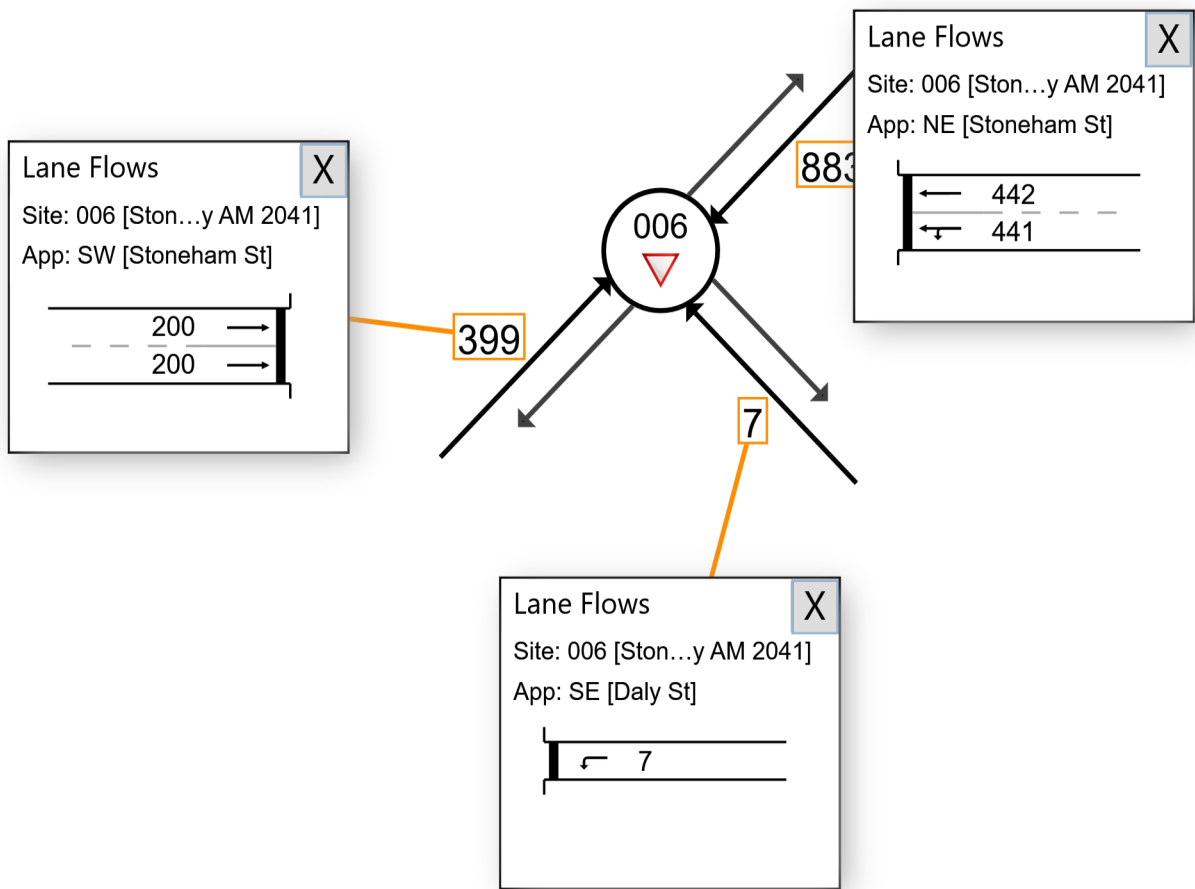 Lane Flows
X
Site: 006 [Ston...y AM 2041]
App: NE [Stoneham St]
442
441
883
006
Lane Flows
X
Site: 006 [Ston...y AM 2041]
App: SW [Stoneham St]
200
200
399
7
Lane Flows
X
Site: 006 [Ston...y AM 2041]
App: SE [Daly St]
7